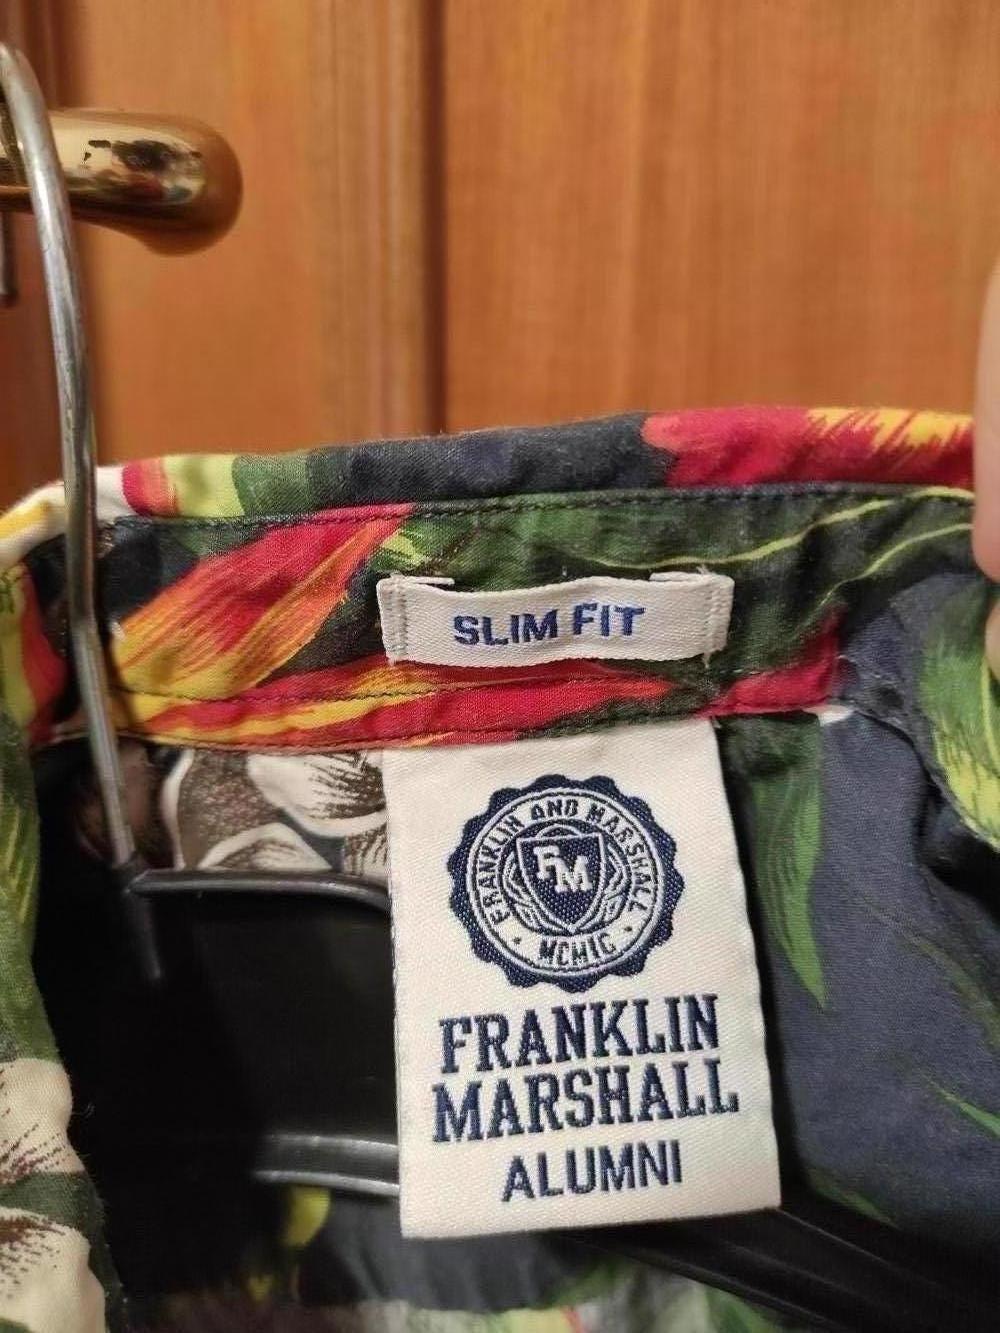 SLIM FIT
FRANKLIN AND MARSHALL
FM
MCMIC
FRANKLIN
MARSHALL
ALUMNI